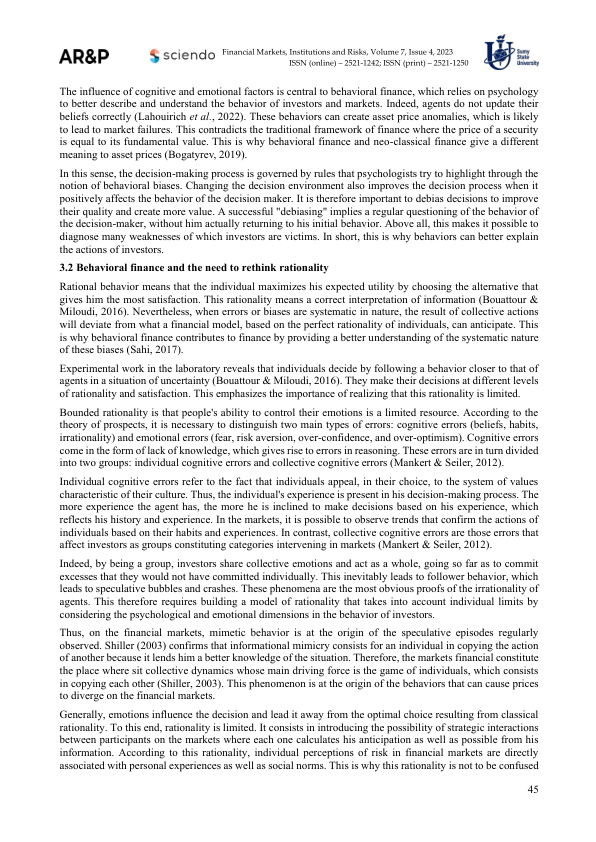 AR&P
sciendo
Financial Markets, Institutions and Risks, Volume 7, Issue 4, 2023
ISSN (online) – 2521-1242; ISSN (print) – 2521-1250
Sumy
State
University
The influence of cognitive and emotional factors is central to behavioral finance, which relies on psychology
to better describe and understand the behavior of investors and markets. Indeed, agents do not update their
beliefs correctly (Lahouirich et al., 2022). These behaviors can create asset price anomalies, which is likely
to lead to market failures. This contradicts the traditional framework of finance where the price of a security
is equal to its fundamental value. This is why behavioral finance and neo-classical finance give a different
meaning to asset prices (Bogatyrev, 2019).
In this sense, the decision-making process is governed by rules that psychologists try to highlight through the
notion of behavioral biases. Changing the decision environment also improves the decision process when it
positively affects the behavior of the decision maker. It is therefore important to debias decisions to improve
their quality and create more value. A successful "debiasing" implies a regular questioning of the behavior of
the decision-maker, without him actually returning to his initial behavior. Above all, this makes it possible to
diagnose many weaknesses of which investors are victims. In short, this is why behaviors can better explain
the actions of investors.
3.2 Behavioral finance and the need to rethink rationality
Rational behavior means that the individual maximizes his expected utility by choosing the alternative that
gives him the most satisfaction. This rationality means a correct interpretation of information (Bouattour &
Miloudi, 2016). Nevertheless, when errors or biases are systematic in nature, the result of collective actions
will deviate from what a financial model, based on the perfect rationality of individuals, can anticipate. This
is why behavioral finance contributes to finance by providing a better understanding of the systematic nature
of these biases (Sahi, 2017).
Experimental work in the laboratory reveals that individuals decide by following a behavior closer to that of
agents in a situation of uncertainty (Bouattour & Miloudi, 2016). They make their decisions at different levels
of rationality and satisfaction. This emphasizes the importance of realizing that this rationality is limited.
Bounded rationality is that people's ability to control their emotions is a limited resource. According to the
theory of prospects, it is necessary to distinguish two main types of errors: cognitive errors (beliefs, habits,
irrationality) and emotional errors (fear, risk aversion, over-confidence, and over-optimism). Cognitive errors
come in the form of lack of knowledge, which gives rise to errors in reasoning. These errors are in turn divided
into two groups: individual cognitive errors and collective cognitive errors (Mankert & Seiler, 2012).
Individual cognitive errors refer to the fact that individuals appeal, in their choice, to the system of values
characteristic of their culture. Thus, the individual's experience is present in his decision-making process. The
more experience the agent has, the more he is inclined to make decisions based on his experience, which
reflects his history and experience. In the markets, it is possible to observe trends that confirm the actions of
individuals based on their habits and experiences. In contrast, collective cognitive errors are those errors that
affect investors as groups constituting categories intervening in markets (Mankert & Seiler, 2012).
Indeed, by being a group, investors share collective emotions and act as a whole, going so far as to commit
excesses that they would not have committed individually. This inevitably leads to follower behavior, which
leads to speculative bubbles and crashes. These phenomena are the most obvious proofs of the irrationality of
agents. This therefore requires building a model of rationality that takes into account individual limits by
considering the psychological and emotional dimensions in the behavior of investors.
Thus, on the financial markets, mimetic behavior is at the origin of the speculative episodes regularly
observed. Shiller (2003) confirms that informational mimicry consists for an individual in copying the action
of another because it lends him a better knowledge of the situation. Therefore, the markets financial constitute
the place where sit collective dynamics whose main driving force is the game of individuals, which consists
in copying each other (Shiller, 2003). This phenomenon is at the origin of the behaviors that can cause prices
to diverge on the financial markets.
Generally, emotions influence the decision and lead it away from the optimal choice resulting from classical
rationality. To this end, rationality is limited. It consists in introducing the possibility of strategic interactions
between participants on the markets where each one calculates his anticipation as well as possible from his
information. According to this rationality, individual perceptions of risk in financial markets are directly
associated with personal experiences as well as social norms. This is why this rationality is not to be confused
45